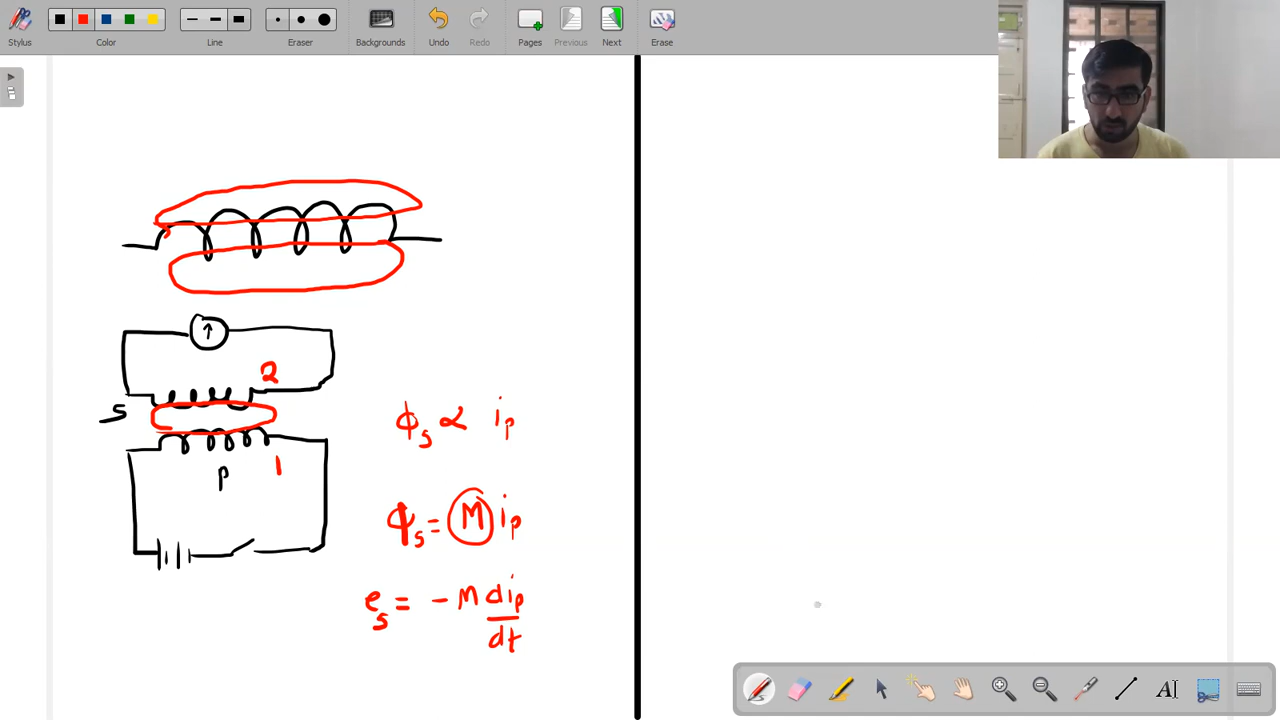 Stylus
Color
Line
Eraser
Backgrounds
Undo
Redo
Pages
Previous
Next
Erase
2
S
P
1
ϕs ∝ ip
ϕs = M ip
es = - M dip/dt
A